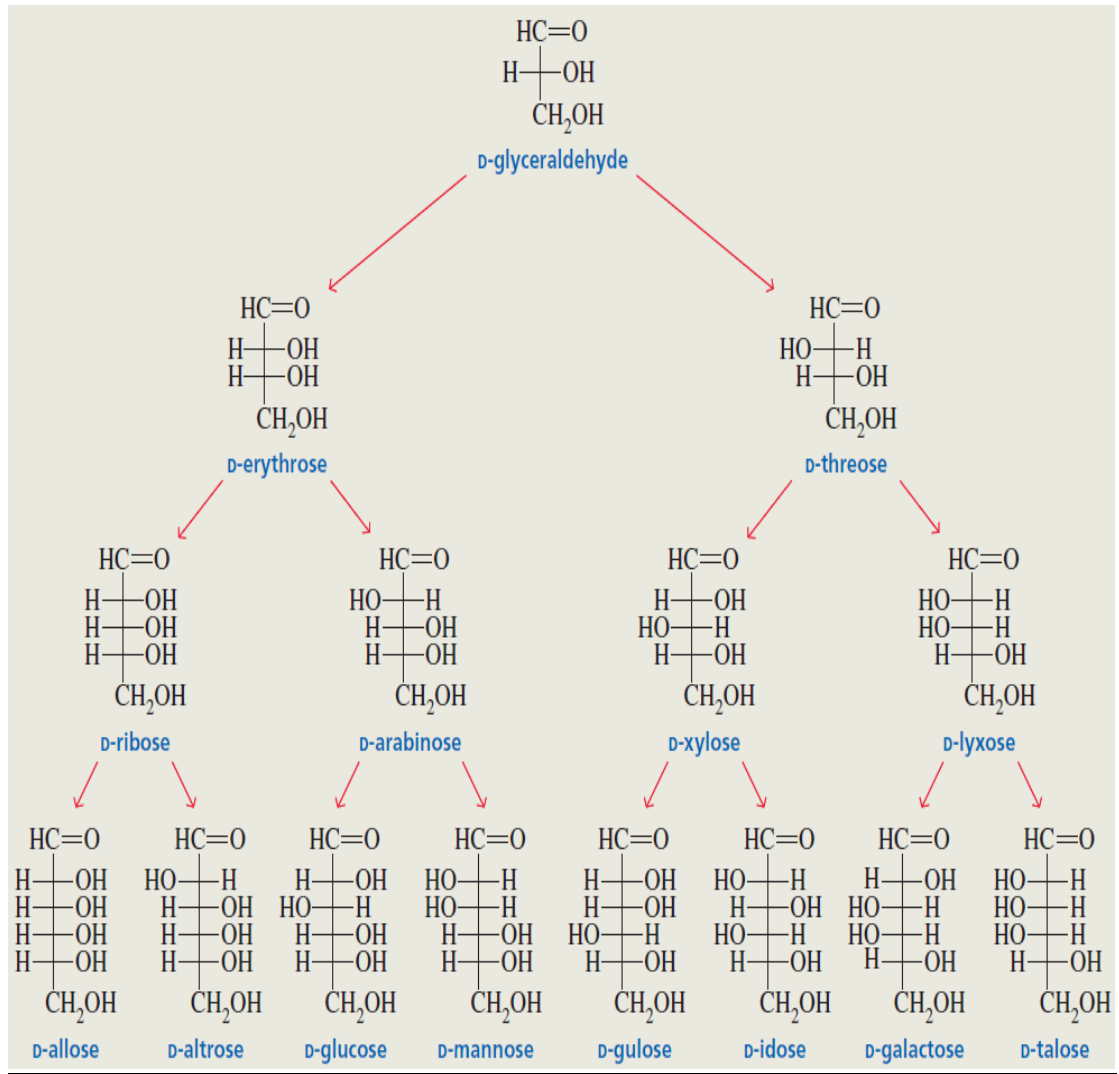 HC=O
H OH
CH₂OH
D-glyceraldehyde
HC=O HC=O
H OH HO H
H OH H OH
CH₂OH CH₂OH
D-erythrose D-threose
HC=O HC=O HC=O HC=O
H OH HO H H OH HO H
H OH H OH HO H HO H
H OH H OH H OH H OH
CH₂OH CH₂OH CH₂OH CH₂OH
D-ribose D-arabinose D-xylose D-lyxose
HC=O HC=O HC=O HC=O HC=O HC=O HC=O HC=O
H OH HO H H OH HO H H OH HO H H OH HO H
H OH H OH HO H HO H H OH H OH HO H HO H
H OH H OH H OH H OH HO H HO H HO H HO H
H OH H OH H OH H OH H OH H OH H OH H OH
CH₂OH CH₂OH CH₂OH CH₂OH CH₂OH CH₂OH CH₂OH CH₂OH
D-allose D-altrose D-glucose D-mannose D-gulose D-idose D-galactose D-talose